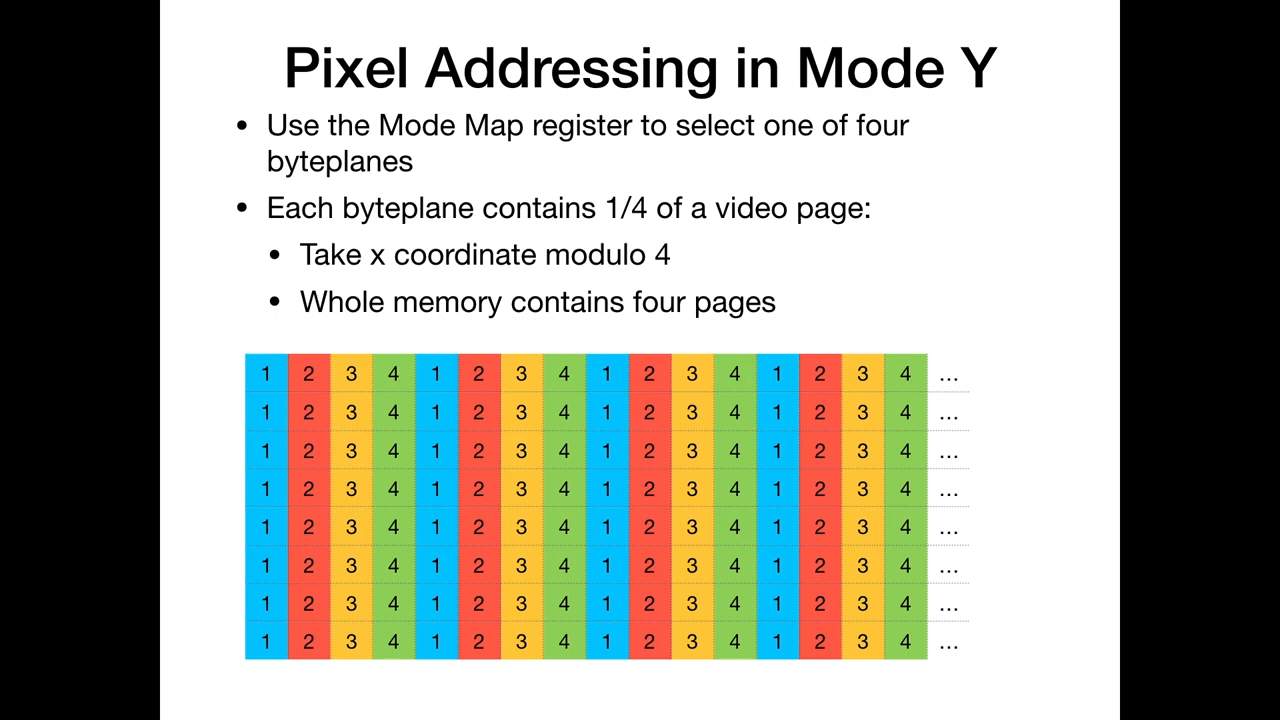 Pixel Addressing in Mode Y
• Use the Mode Map register to select one of four
byteplanes
• Each byteplane contains 1/4 of a video page:
• Take x coordinate modulo 4
• Whole memory contains four pages
1 2 3 4 1 2 3 4 1 2 3 4 1 2 3 4 ...
1 2 3 4 1 2 3 4 1 2 3 4 1 2 3 4 ...
1 2 3 4 1 2 3 4 1 2 3 4 1 2 3 4 ...
1 2 3 4 1 2 3 4 1 2 3 4 1 2 3 4 ...
1 2 3 4 1 2 3 4 1 2 3 4 1 2 3 4 ...
1 2 3 4 1 2 3 4 1 2 3 4 1 2 3 4 ...
1 2 3 4 1 2 3 4 1 2 3 4 1 2 3 4 ...
1 2 3 4 1 2 3 4 1 2 3 4 1 2 3 4 ...